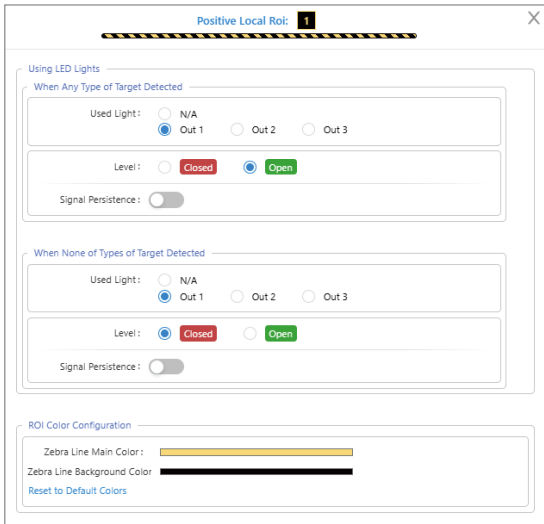 Positive Local Roi: 1
X
Using LED Lights
When Any Type of Target Detected
Used Light : N/A
Out 1 Out 2 Out 3
Level : Closed Open
Signal Persistence :
When None of Types of Target Detected
Used Light : N/A
Out 1 Out 2 Out 3
Level : Closed Open
Signal Persistence :
ROI Color Configuration
Zebra Line Main Color :
Zebra Line Background Color
Reset to Default Colors